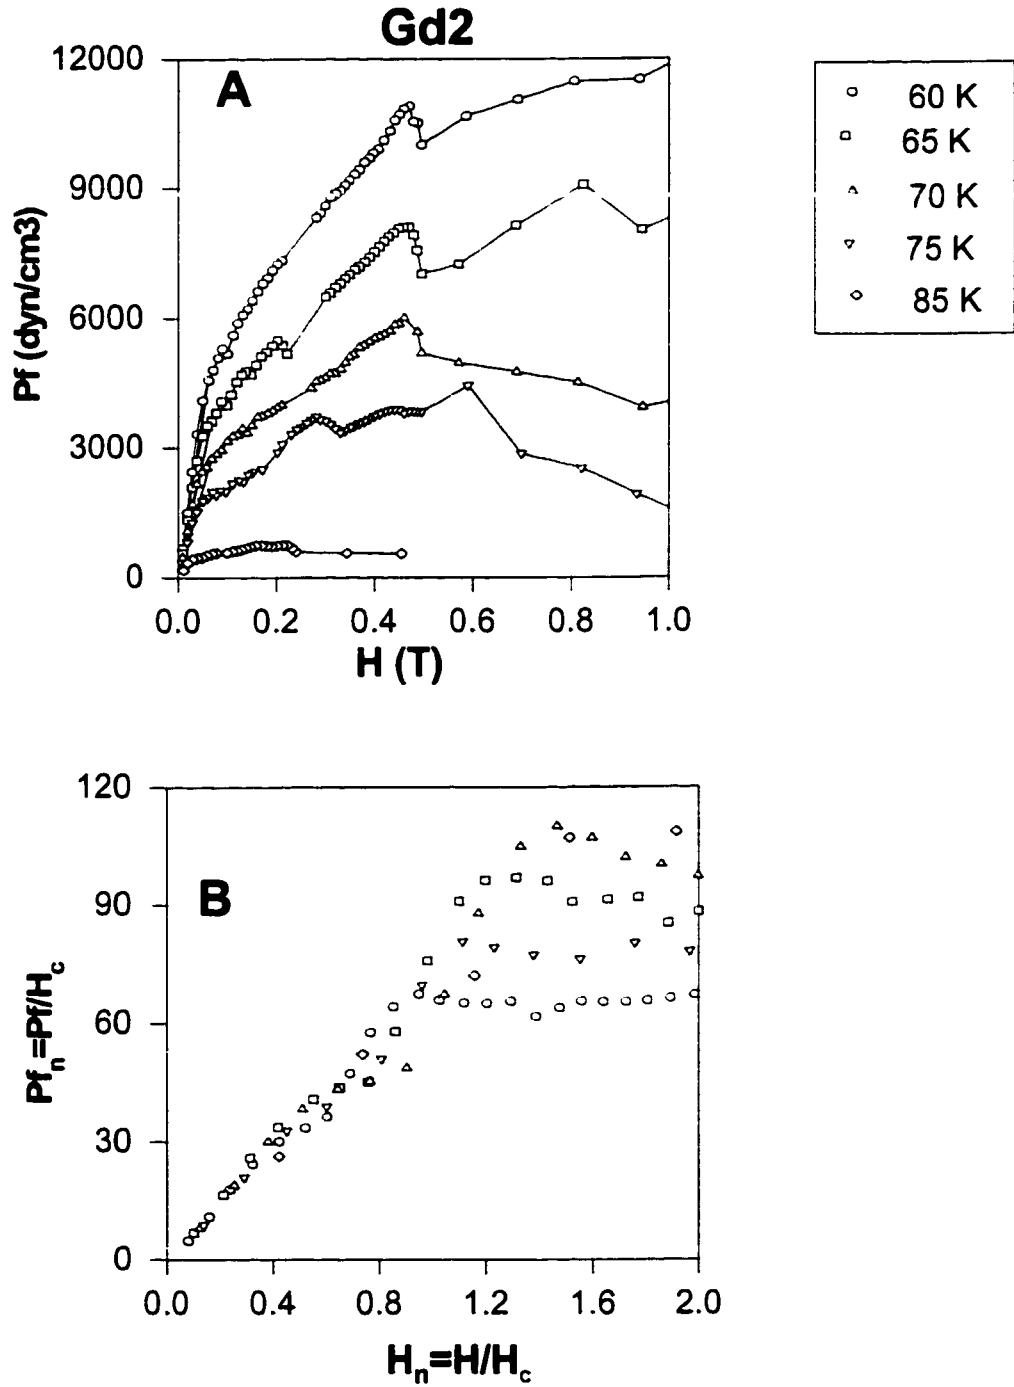 Gd2
A
12000
9000
6000
3000
0
Pf (dyn/cm3)
0.0 0.2 0.4 0.6 0.8 1.0
H (T)
60 K
65 K
70 K
75 K
85 K
B
120
90
60
30
0
Pfn=Pf/Hc
0.0 0.4 0.8 1.2 1.6 2.0
Hn=H/Hc